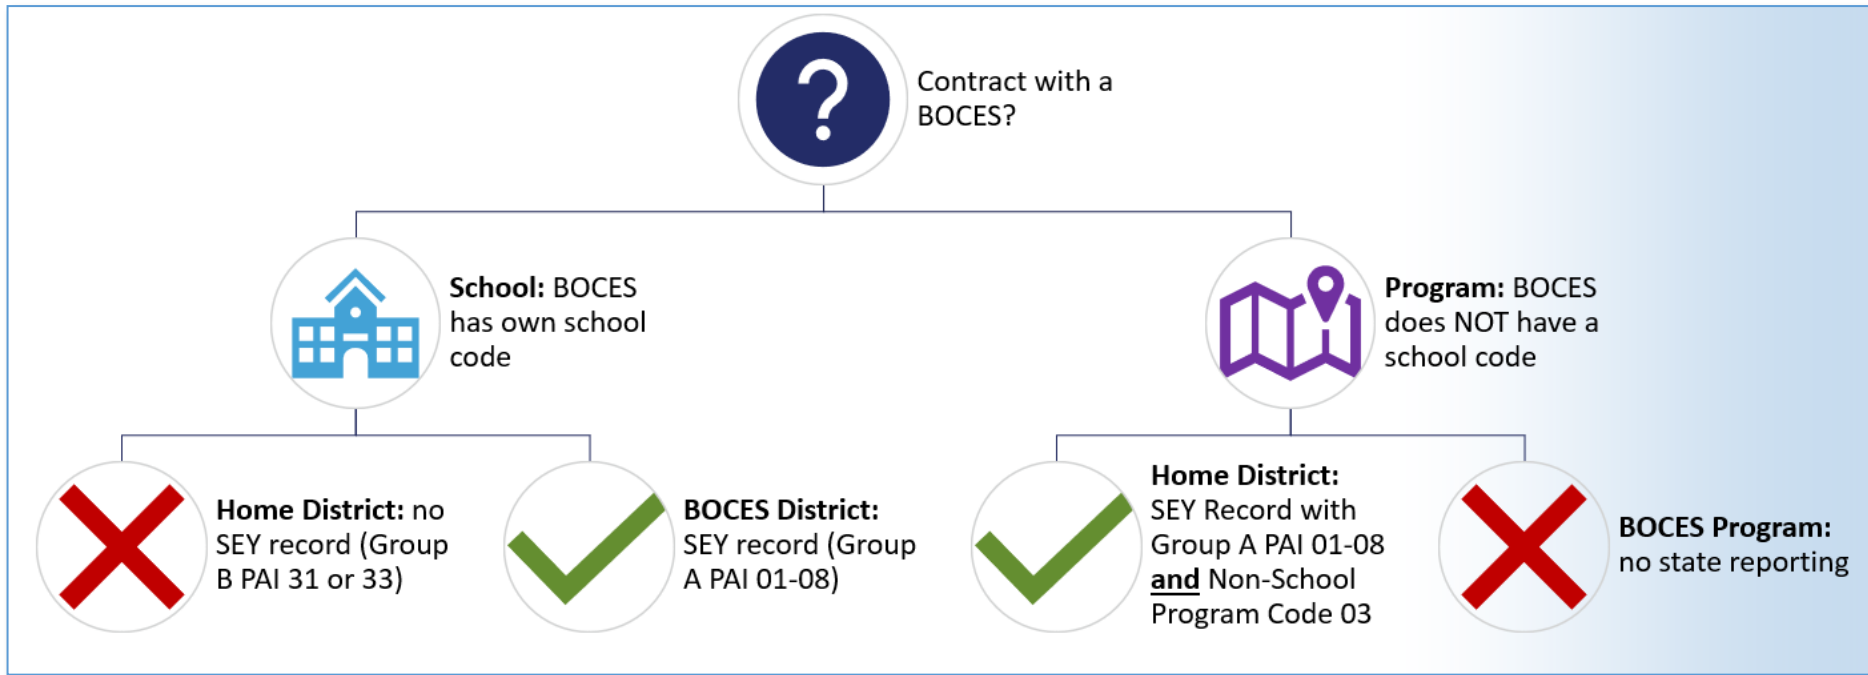 ?
Contract with a
BOCES?
School: BOCES
has own school
code
Program: BOCES
does NOT have a
school code
Home District: no
SEY record (Group
B PAI 31 or 33)
BOCES District:
SEY record (Group
A PAI 01-08)
Home District:
SEY Record with
Group A PAI 01-08
and Non-School
Program Code 03
BOCES Program:
no state reporting